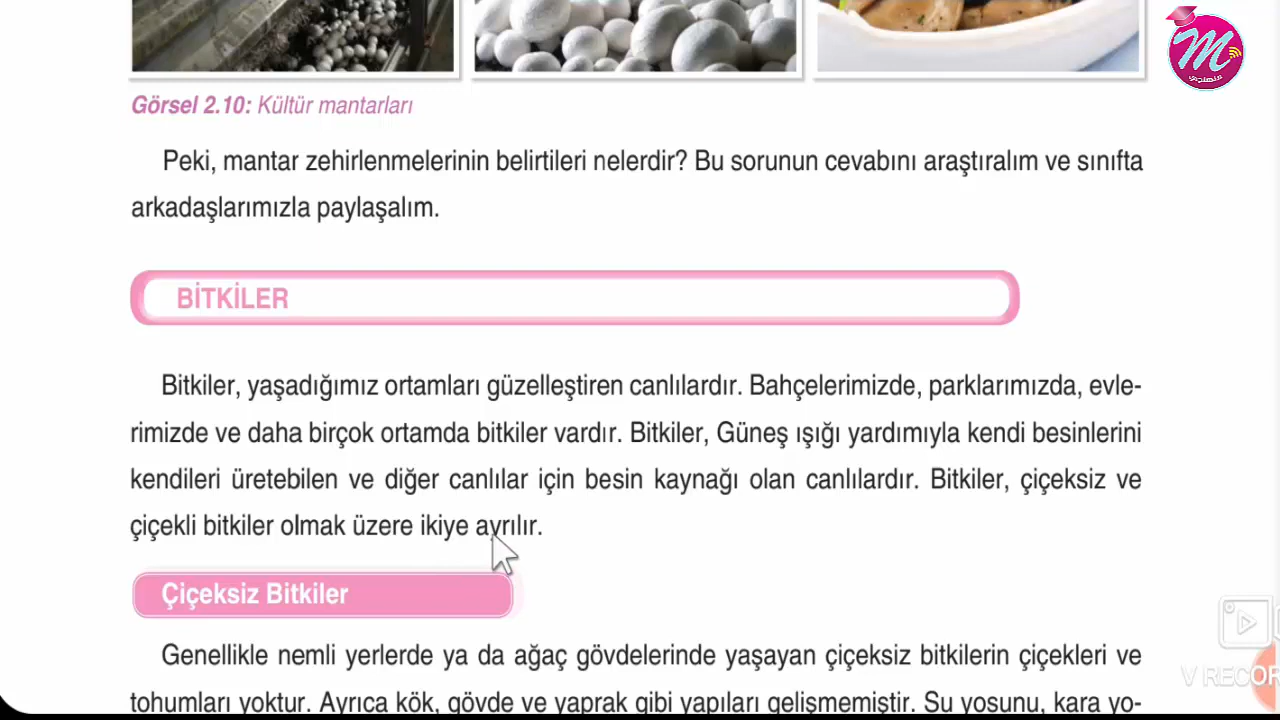 Görsel 2.10: Kültür mantarları
Peki, mantar zehirlenmelerinin belirtileri nelerdir? Bu sorunun cevabını araştıralım ve sınıfta
arkadaşlarımızla paylaşalım.
BİTKİLER
Bitkiler, yaşadığımız ortamları güzelleştiren canlılardır. Bahçelerimizde, parklarımızda, evle-
rimizde ve daha birçok ortamda bitkiler vardır. Bitkiler, Güneş ışığı yardımıyla kendi besinlerini
kendileri üretebilen ve diğer canlılar için besin kaynağı olan canlılardır. Bitkiler, çiçeksiz ve
çiçekli bitkiler olmak üzere ikiye ayrılır.
Çiçeksiz Bitkiler
Genellikle nemli yerlerde ya da ağaç gövdelerinde yaşayan çiçeksiz bitkilerin çiçekleri ve
tohumları yoktur. Ayrıca kök, gövde ve yaprak gibi yapıları gelişmemiştir. Su yosunu, kara yo-
V RECOR